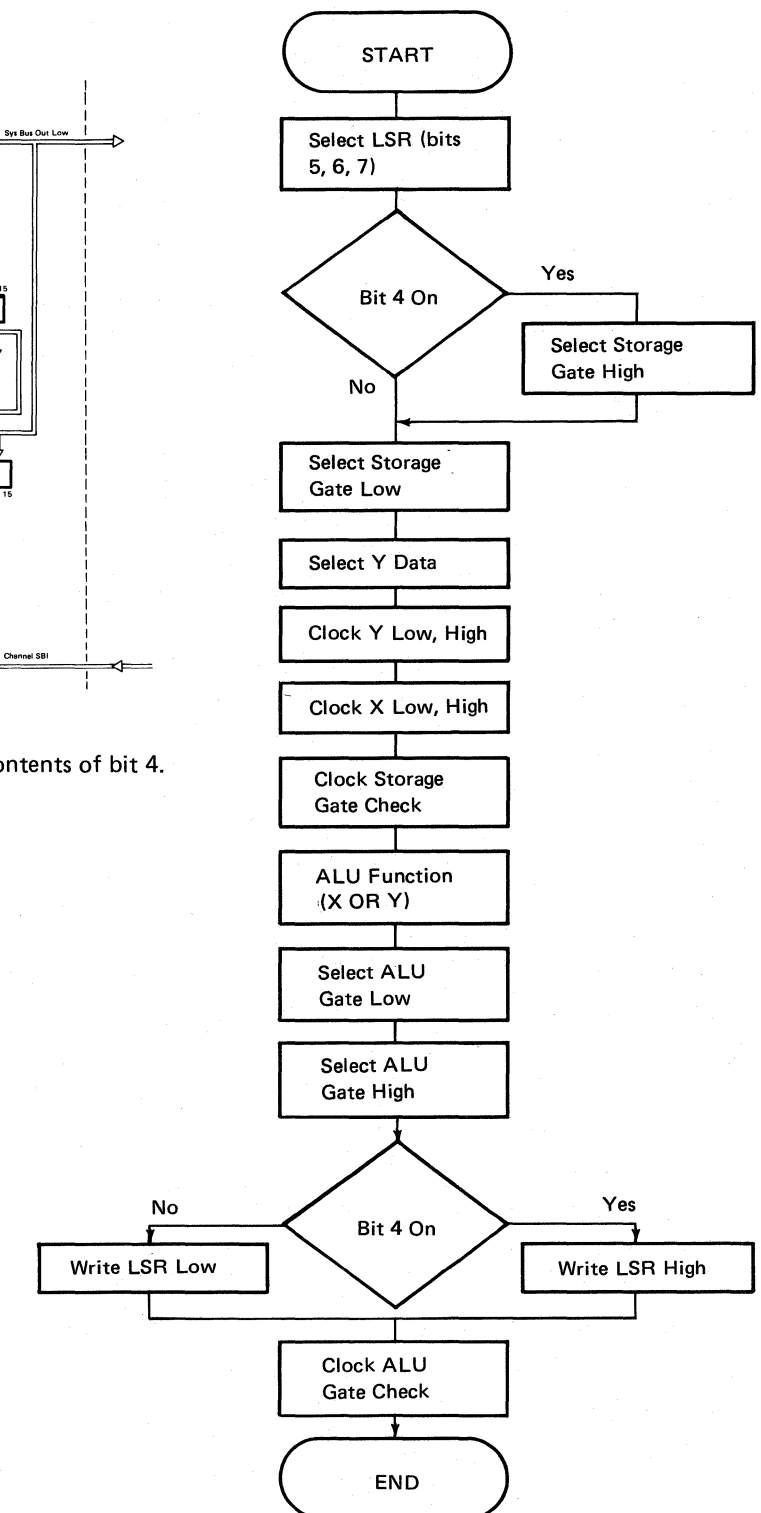 START
Sys Bus Out Low
Select LSR (bits
5, 6, 7)
Yes
Bit 4 On
15
Select Storage
Gate High
No
Select Storage
Gate Low
15
Select Y Data
Clock Y Low, High
Channel SBI
Clock X Low, High
ontents of bit 4.
Clock Storage
Gate Check
ALU Function
(X OR Y)
Select ALU
Gate Low
Select ALU
Gate High
No
Yes
Bit 4 On
Write LSR Low
Write LSR High
Clock ALU
Gate Check
END